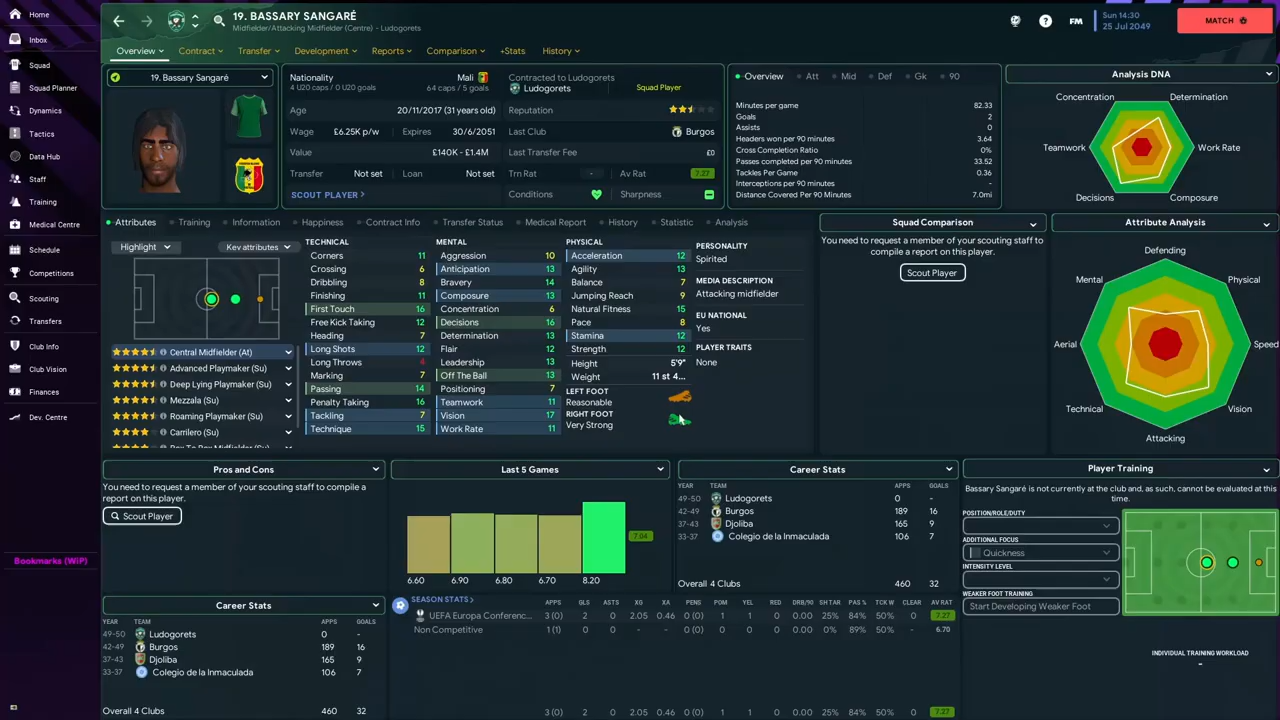 Home
Inbox
Squad
Squad Planner
Dynamics
Tactics
Data Hub
Staff
Training
Medical Centre
Schedule
Competitions
Scouting
Transfers
Club Info
Club Vision
Finances
Dev. Centre
Bookmarks (WiP)
19. BASSARY SANGARÉ
Midfielder/Attacking Midfielder (Centre) - Ludogorets
FM
Sun 14:30
25 Jul 2049
MATCH
Overview
Contract
Transfer
Development
Reports
Comparison
+Stats
History
19. Bassary Sangaré
Nationality Mali
4 U20 caps / 0 U20 goals 64 caps / 5 goals
Age 20/11/2017 (31 years old)
Wage £6.25K p/w Expires 30/6/2051
Value £140K - £1.4M
Transfer Not set Loan Not set
SCOUT PLAYER >
Contracted to Ludogorets
Ludogorets Squad Player
Reputation
Last Club Burgos
Last Transfer Fee £0
Trn Rat - Av Rat 7.27
Conditions Sharpness
Overview Att Mid Def Gk 90
Minutes per game 82.33
Goals 2
Assists 0
Headers won per 90 minutes 3.64
Cross Completion Ratio 0%
Passes completed per 90 minutes 33.52
Tackles Per Game 0.36
Interceptions per 90 minutes -
Distance Covered Per 90 Minutes 7.0mi
Analysis DNA
Concentration Determination
Teamwork Work Rate
Decisions Composure
Attributes Training Information Happiness Contract Info Transfer Status Medical Report History Statistic Analysis
Highlight Key attributes
Central Midfielder (At)
Advanced Playmaker (Su)
Deep Lying Playmaker (Su)
Mezzala (Su)
Roaming Playmaker (Su)
Carrilero (Su)
TECHNICAL
Corners 11
Crossing 6
Dribbling 8
Finishing 11
First Touch 16
Free Kick Taking 12
Heading 7
Long Shots 12
Long Throws 4
Marking 7
Passing 14
Penalty Taking 16
Tackling 7
Technique 15
MENTAL
Aggression 10
Anticipation 13
Bravery 14
Composure 13
Concentration 6
Decisions 16
Determination 13
Flair 12
Leadership 13
Off The Ball 13
Positioning 7
Teamwork 11
Vision 17
Work Rate 11
PHYSICAL
Acceleration 12
Agility 13
Balance 7
Jumping Reach 9
Natural Fitness 15
Pace 8
Stamina 12
Strength 12
Height 5'9"
Weight 11 st 4...
LEFT FOOT
Reasonable
RIGHT FOOT
Very Strong
PERSONALITY
Spirited
MEDIA DESCRIPTION
Attacking midfielder
EU NATIONAL
Yes
PLAYER TRAITS
None
Squad Comparison
You need to request a member of your scouting staff to
compile a report on this player.
Scout Player
Attribute Analysis
Defending
Mental Physical
Aerial Speed
Technical Vision
Attacking
Pros and Cons
You need to request a member of your scouting staff to compile a
report on this player.
Scout Player
Last 5 Games
7.04
6.60 6.90 6.80 6.70 8.20
Career Stats
YEAR TEAM APPS GOALS
49-50 Ludogorets 0 -
42-49 Burgos 189 16
37-43 Djoliba 165 9
33-37 Colegio de la Inmaculada 106 7
Overall 4 Clubs 460 32
Player Training
Bassary Sangaré is not currently at the club and, as such, cannot be evaluated at this
time.
POSITION/ROLE/DUTY
ADDITIONAL FOCUS
Quickness
INTENSITY LEVEL
WEAKER FOOT TRAINING
Start Developing Weaker Foot
INDIVIDUAL TRAINING WORKLOAD
-
Career Stats
YEAR TEAM APPS GOALS
49-50 Ludogorets 0 -
42-49 Burgos 189 16
37-43 Djoliba 165 9
33-37 Colegio de la Inmaculada 106 7
Overall 4 Clubs 460 32
SEASON STATS > APPS GLS ASTS XG XA PENS POM YEL RED DRB/90 SH TAR PAS % TCK W CLEAR AV RAT
UEFA Europa Conferenc... 3 (0) 2 0 2.05 0.46 0 (0) 1 1 0 0.00 25% 84% 50% 0 7.27
Non Competitive 1 (1) - 0 - - 0 (0) 0 0 0 0.00 0% 89% 50% 0 6.70
3 (0) 2 0 2.05 0.46 0 (0) 1 1 0 0.00 25% 84% 50% 0 7.27